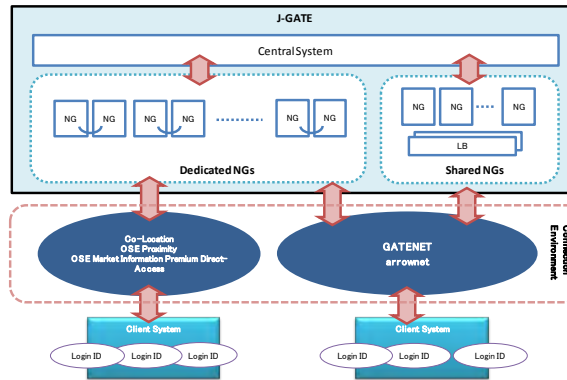 J-GATE
Central System
NG NG NG NG NG NG
NG NG NG
LB
Dedicated NGs
Shared NGs
Co-Location
OSE Proximity
OSE Market Information Premium Direct-
Access
GATENET
arrownet
Connection
Environment
Client System
Login ID Login ID Login ID
Client System
Login ID Login ID Login ID